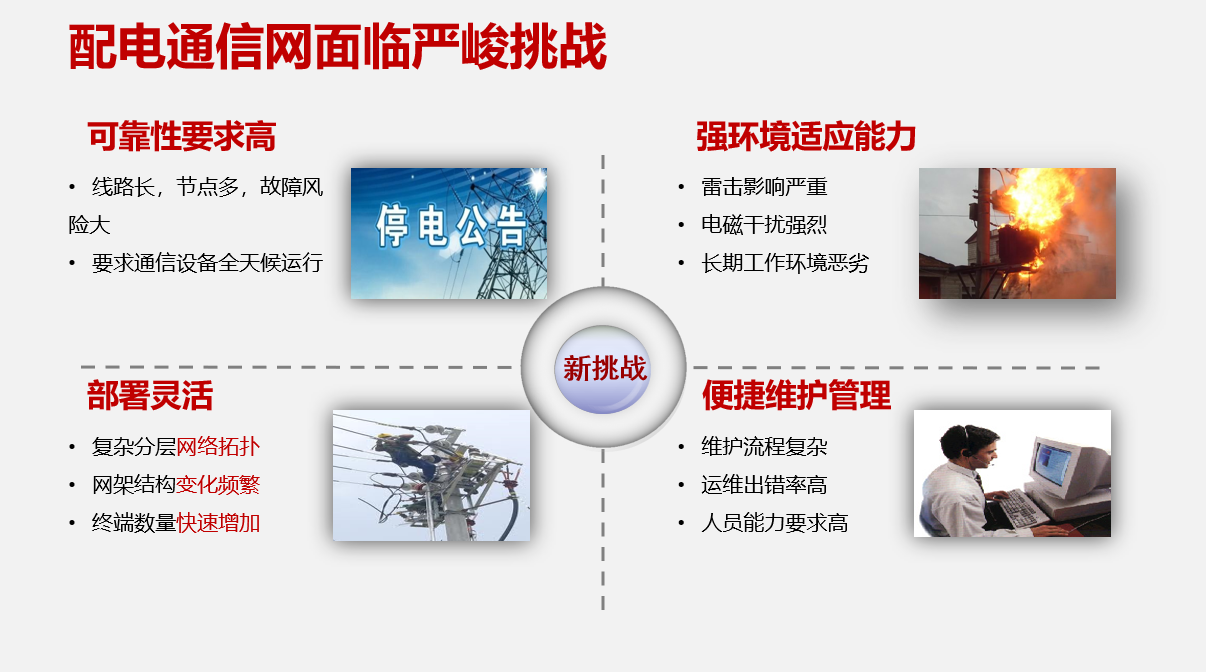 配电通信网面临严峻挑战
可靠性要求高
• 线路长，节点多，故障风
险大
• 要求通信设备全天候运行
停电公告
强环境适应能力
• 雷击影响严重
• 电磁干扰强烈
• 长期工作环境恶劣
新挑战
部署灵活
• 复杂分层网络拓扑
• 网架结构变化频繁
• 终端数量快速增加
便捷维护管理
• 维护流程复杂
• 运维出错率高
• 人员能力要求高